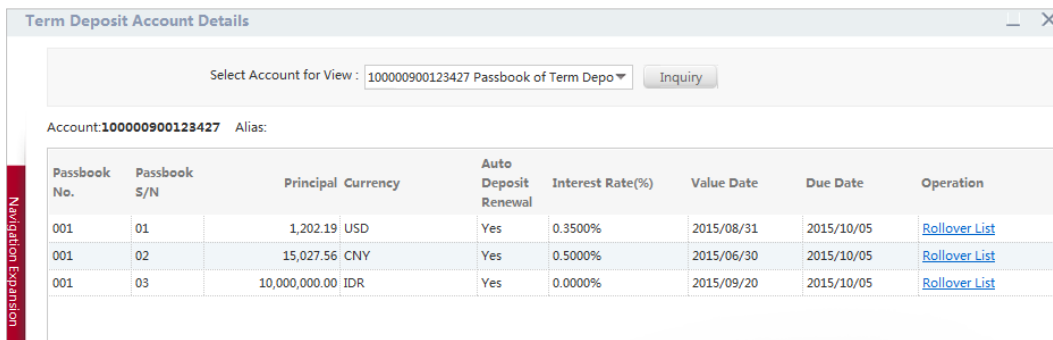 Term Deposit Account Details
Select Account for View : 100000900123427 Passbook of Term Depo Inquiry
Account:100000900123427 Alias:
Passbook No. Passbook S/N Principal Currency Auto Deposit Renewal Interest Rate(%) Value Date Due Date Operation
001 01 1,202.19 USD Yes 0.3500% 2015/08/31 2015/10/05 Rollover List
001 02 15,027.56 CNY Yes 0.5000% 2015/06/30 2015/10/05 Rollover List
001 03 10,000,000.00 IDR Yes 0.0000% 2015/09/20 2015/10/05 Rollover List
Navigation Expansion